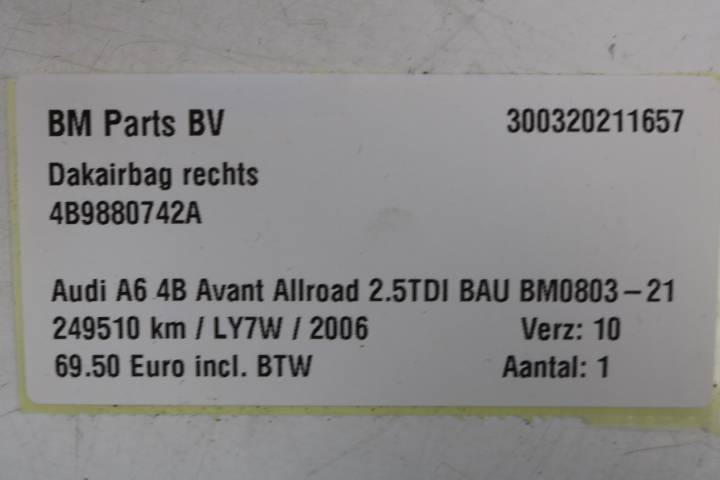 BM Parts BV 300320211657
Dakairbag rechts
4B9880742A
Audi A6 4B Avant Allroad 2.5TDI BAU BM0803-21
249510 km / LY7W / 2006 Verz: 10
69.50 Euro incl. BTW Aantal: 1